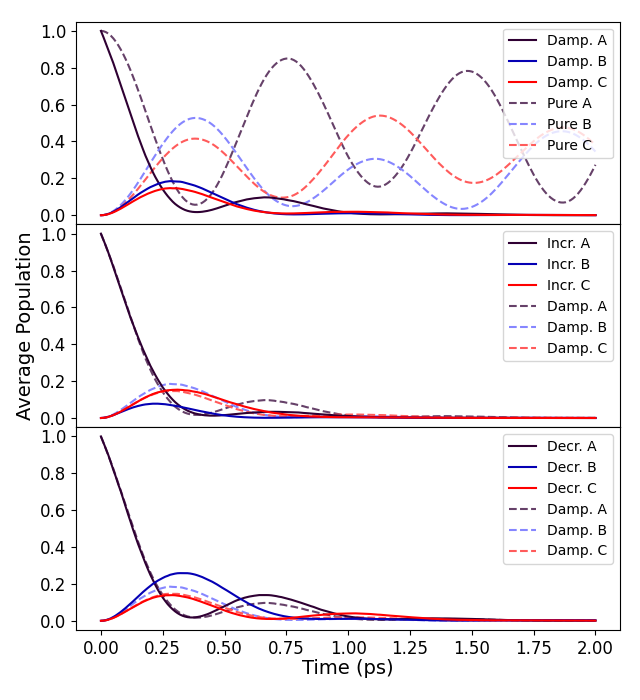 1.0
0.8
0.6
0.4
0.2
0.0
Damp. A
Damp. B
Damp. C
Pure A
Pure B
Pure C
1.0
0.8
0.6
0.4
0.2
0.0
Incr. A
Incr. B
Incr. C
Damp. A
Damp. B
Damp. C
Average Population
1.0
0.8
0.6
0.4
0.2
0.0
Decr. A
Decr. B
Decr. C
Damp. A
Damp. B
Damp. C
0.00 0.25 0.50 0.75 1.00 1.25 1.50 1.75 2.00
Time (ps)